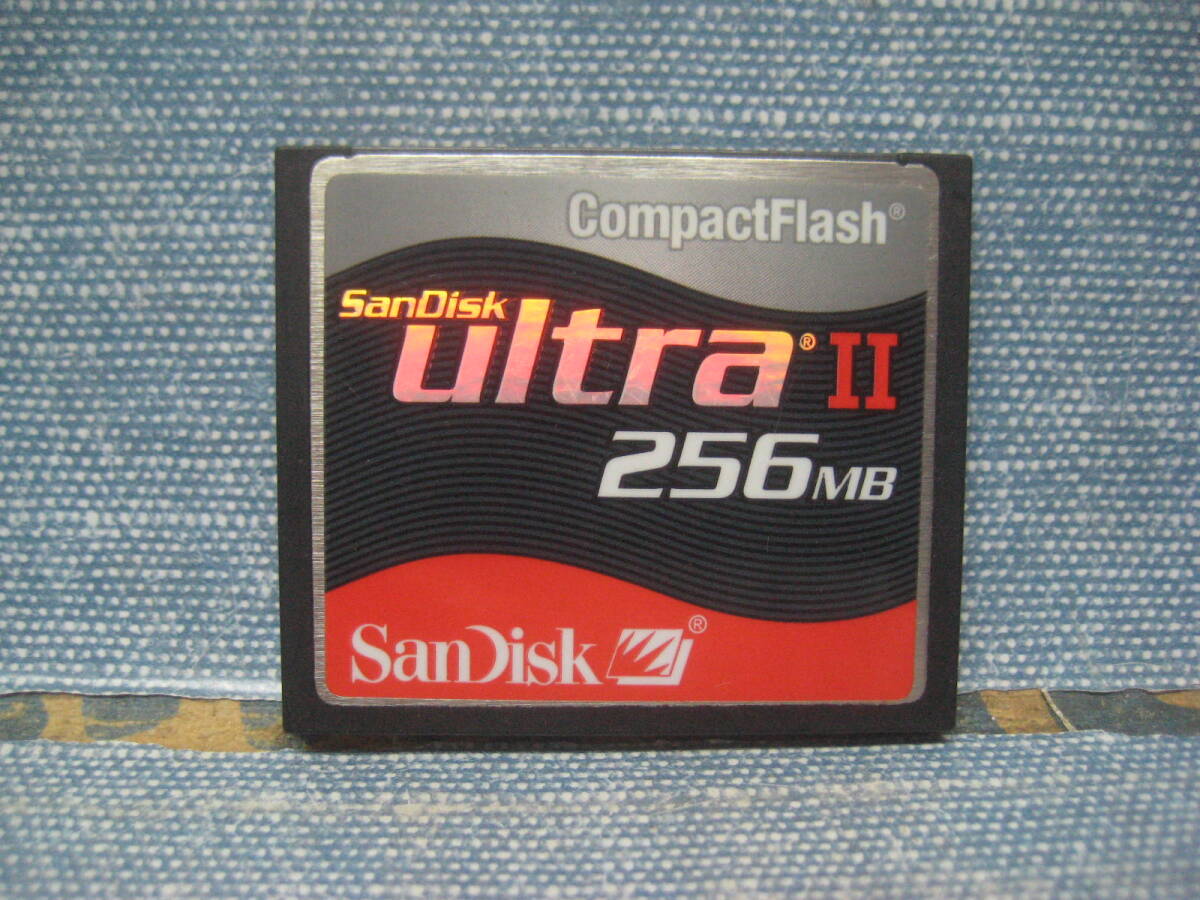 CompactFlash®
SanDisk
ultra® II
256MB
SanDisk ®